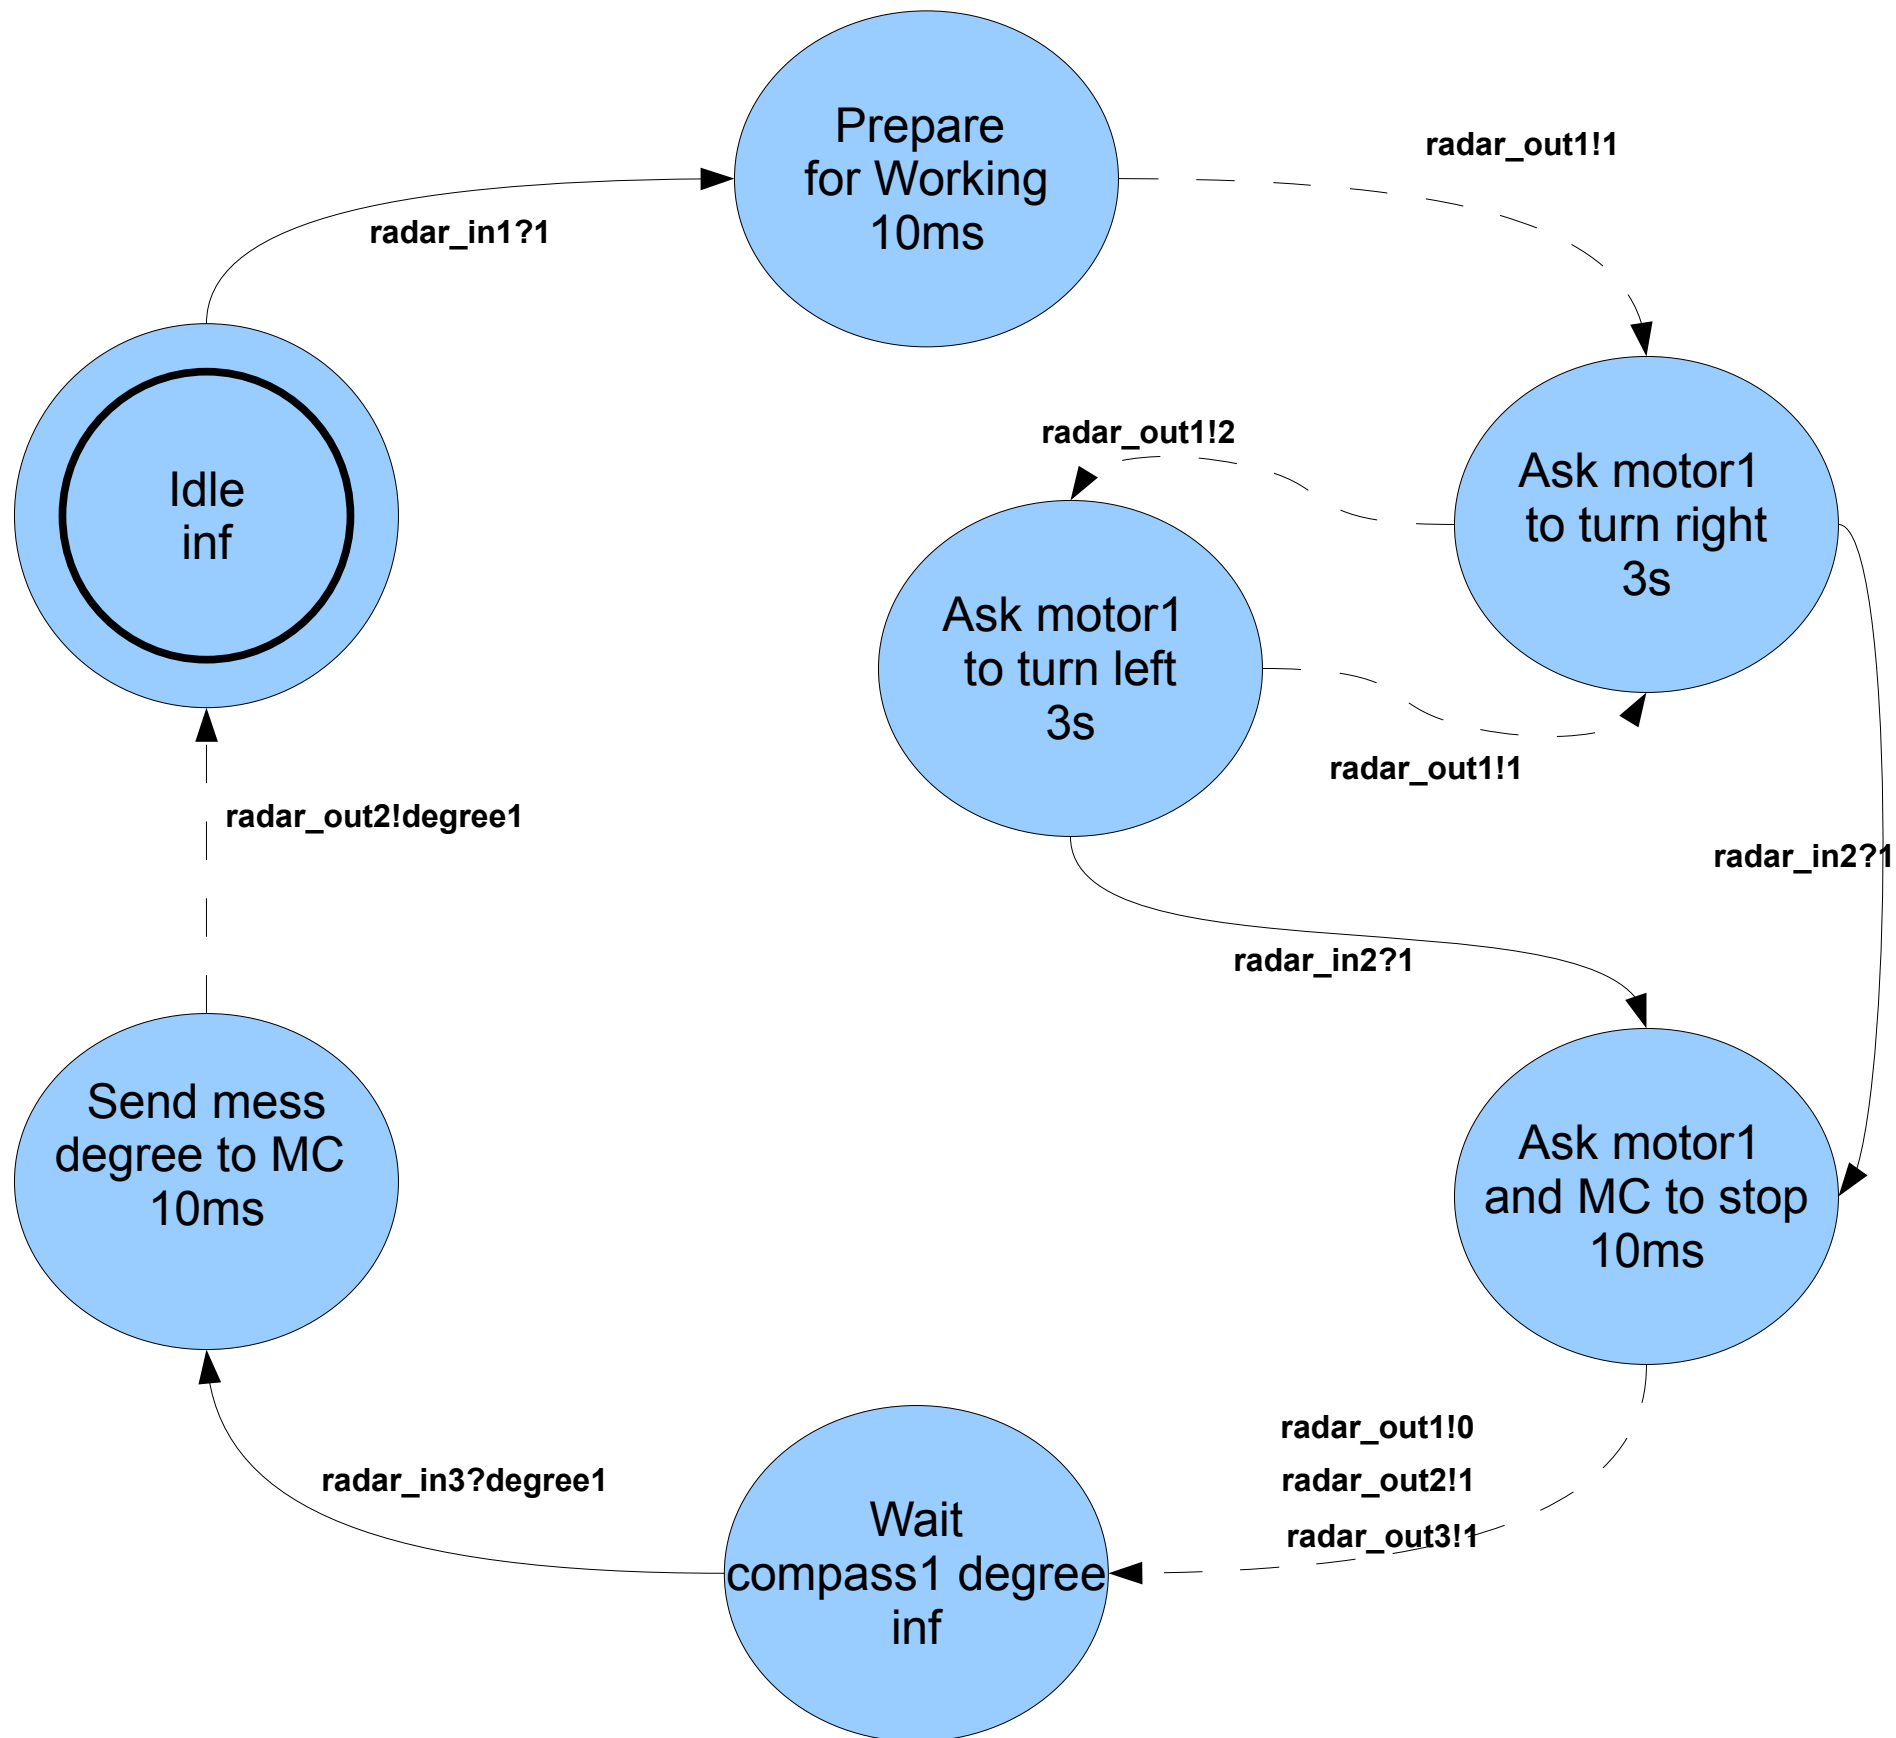 Prepare
for Working
10ms
radar_out1!1
radar_in1?1
radar_out1!2
Ask motor1
to turn right
3s
Idle
inf
Ask motor1
to turn left
3s
radar_out1!1
radar_out2!degree1
radar_in2?1
radar_in2?1
Send mess
degree to MC
10ms
Ask motor1
and MC to stop
10ms
radar_out1!0
radar_out2!1
radar_out3!1
radar_in3?degree1
Wait
compass1 degree
inf